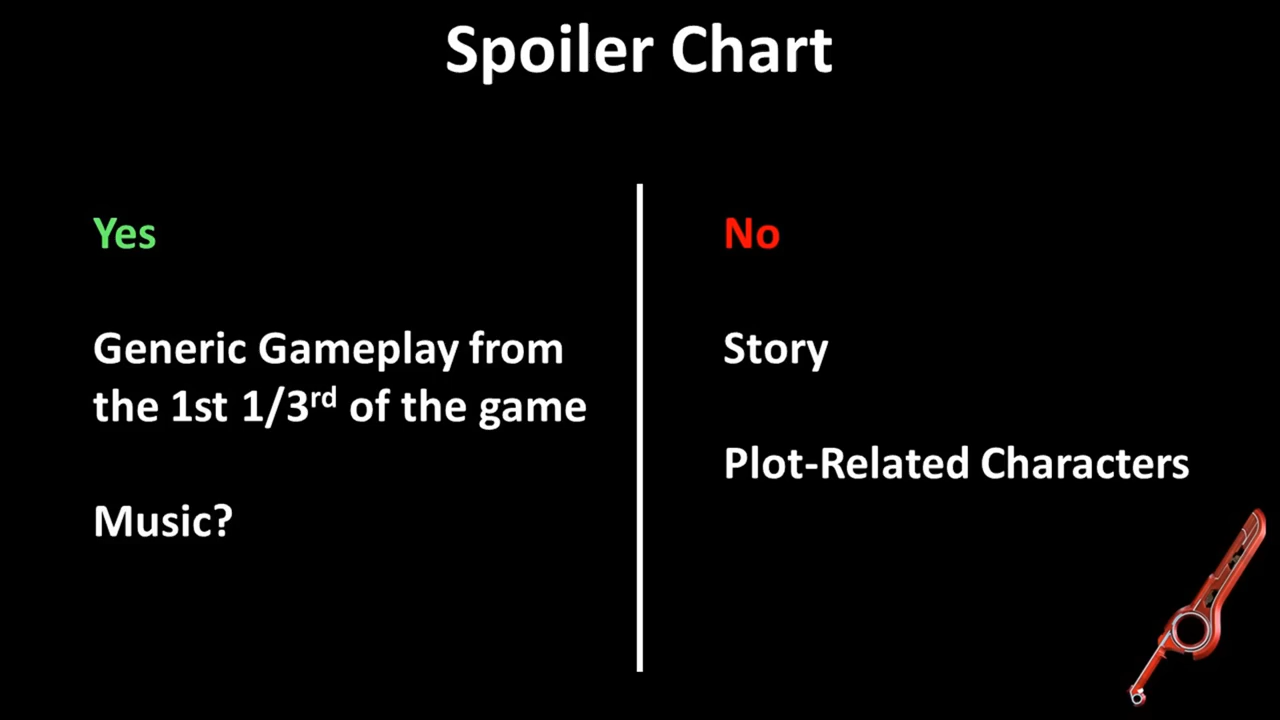 Spoiler Chart
Yes
Generic Gameplay from
the 1st 1/3rd of the game
Music?
No
Story
Plot-Related Characters